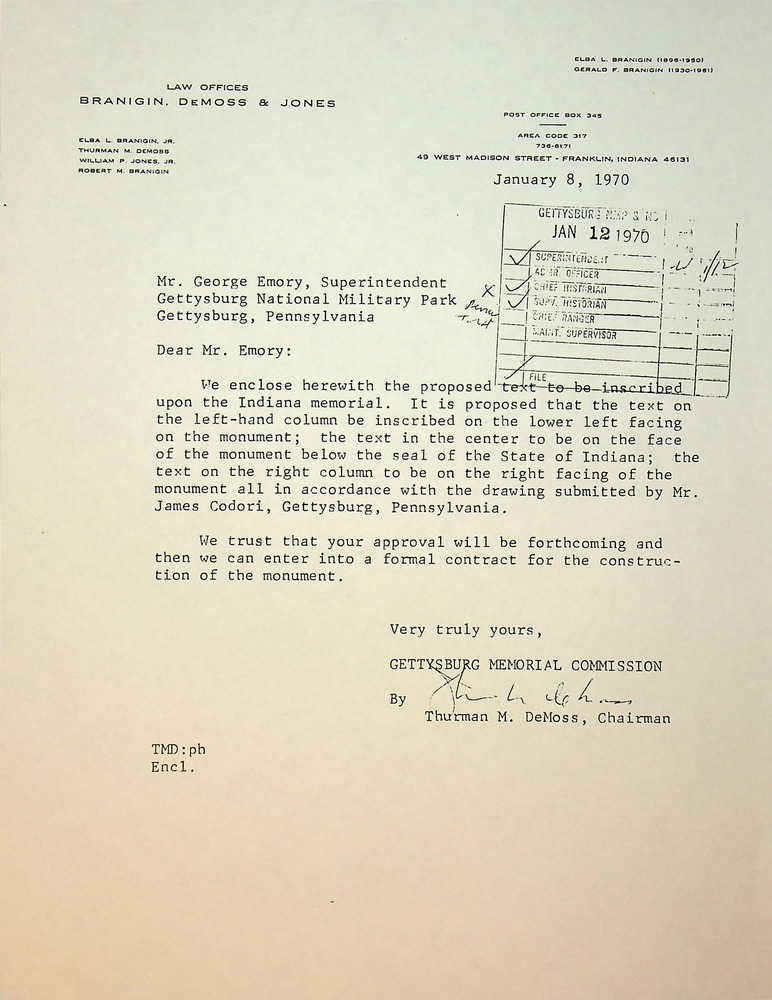 ELBA L. BRANIGIN (1896-1950)
GERALD F. BRANIGIN (1930-1961)
LAW OFFICES
BRANIGIN, DEMOSS & JONES
ELBA L. BRANIGIN, JR.
THURMAN M. DEMOSS
WILLIAM P. JONES, JR.
ROBERT M. BRANIGIN
POST OFFICE BOX 345
AREA CODE 317
736-6171
49 WEST MADISON STREET - FRANKLIN, INDIANA 46131
January 8, 1970
GETTYSBURG NMP &
JAN 12 1970
SUPERINTENDENT
ADMR. OFFICER
CHIEF HISTORIAN
SUPV. HISTORIAN
CHIEF RANGER
MAINT. SUPERVISOR
FILE
1/12
Mr. George Emory, Superintendent
Gettysburg National Military Park
Gettysburg, Pennsylvania
Dear Mr. Emory:
We enclose herewith the proposed text to be inscribed
upon the Indiana memorial. It is proposed that the text on
the left-hand column be inscribed on the lower left facing
on the monument; the text in the center to be on the face
of the monument below the seal of the State of Indiana; the
text on the right column to be on the right facing of the
monument all in accordance with the drawing submitted by Mr.
James Codori, Gettysburg, Pennsylvania.
We trust that your approval will be forthcoming and
then we can enter into a formal contract for the construc-
tion of the monument.
Very truly yours,
GETTYSBURG MEMORIAL COMMISSION
By
Thurman M. DeMoss, Chairman
TMD:ph
Encl.